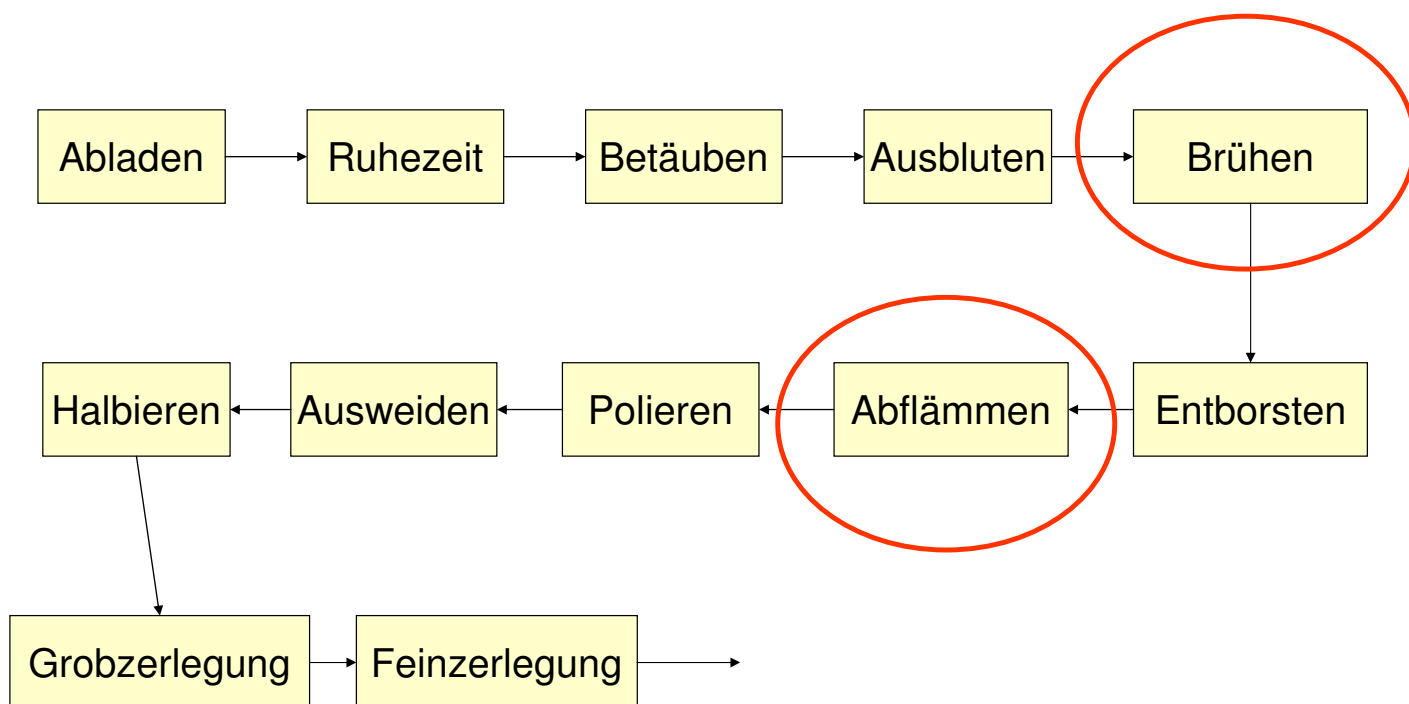 Abladen
Ruhezeit
Betäuben
Ausbluten
Brühen
Halbieren
Ausweiden
Polieren
Abflämmen
Entborsten
Grobzerlegung
Feinzerlegung